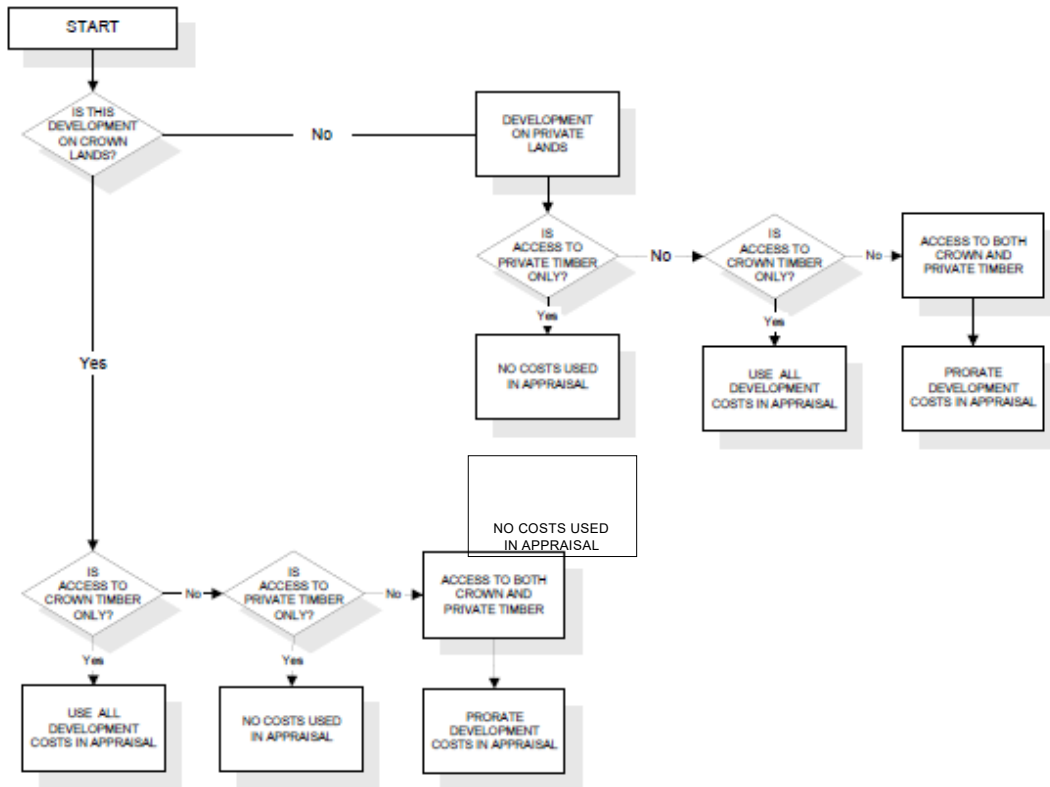 START
IS THIS
DEVELOPMENT
ON CROWN
LANDS?
No
DEVELOPMENT
ON PRIVATE
LANDS
IS
ACCESS TO
PRIVATE TIMBER
ONLY?
No
IS
ACCESS TO
CROWN TIMBER
ONLY?
No
ACCESS TO BOTH
CROWN AND
PRIVATE TIMBER
Yes
Yes
Yes
NO COSTS USED
IN APPRAISAL
USE ALL
DEVELOPMENT
COSTS IN APPRAISAL
PRORATE
DEVELOPMENT
COSTS IN APPRAISAL
NO COSTS USED
IN APPRAISAL
IS
ACCESS TO
CROWN TIMBER
ONLY?
No
IS
ACCESS TO
PRIVATE TIMBER
ONLY?
No
ACCESS TO BOTH
CROWN AND
PRIVATE TIMBER
Yes
Yes
USE ALL
DEVELOPMENT
COSTS IN APPRAISAL
NO COSTS USED
IN APPRAISAL
PRORATE
DEVELOPMENT
COSTS IN APPRAISAL